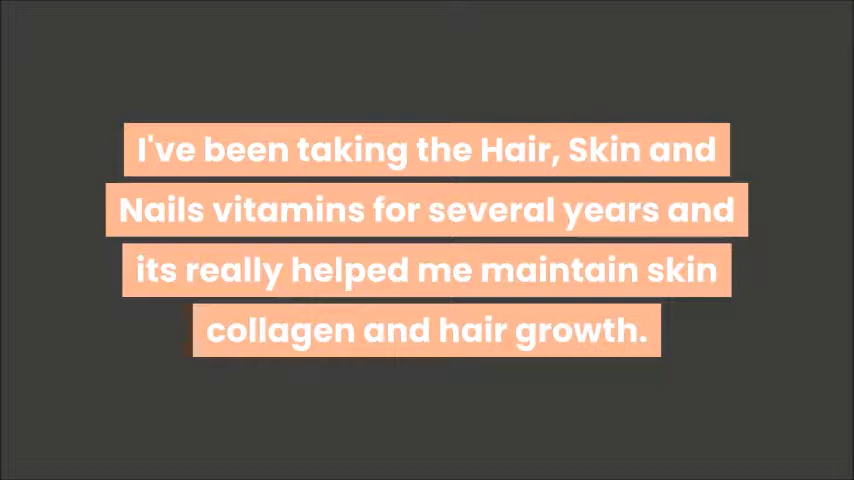 I've been taking the Hair, Skin and
Nails vitamins for several years and
its really helped me maintain skin
collagen and hair growth.